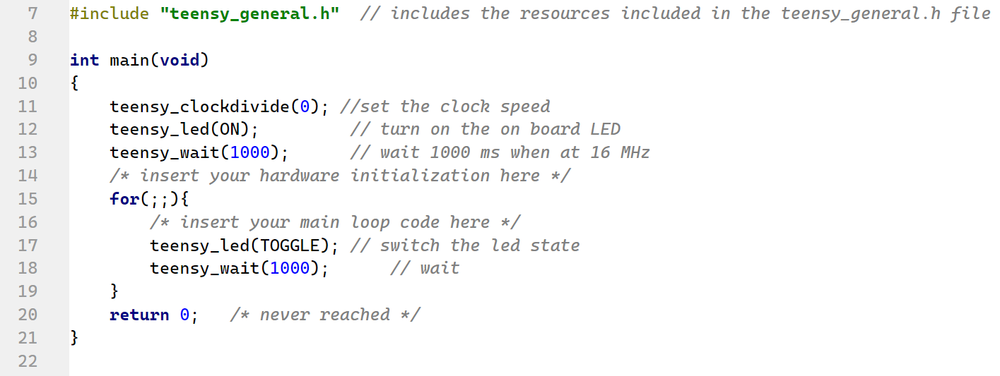 7 #include "teensy_general.h"  // includes the resources included in the teensy_general.h file
8
9 int main(void)
10 {
11     teensy_clockdivide(0); //set the clock speed
12     teensy_led(ON);         // turn on the on board LED
13     teensy_wait(1000);      // wait 1000 ms when at 16 MHz
14     /* insert your hardware initialization here */
15     for(;;){
16         /* insert your main loop code here */
17         teensy_led(TOGGLE); // switch the led state
18         teensy_wait(1000);      // wait
19     }
20     return 0;   /* never reached */
21 }
22